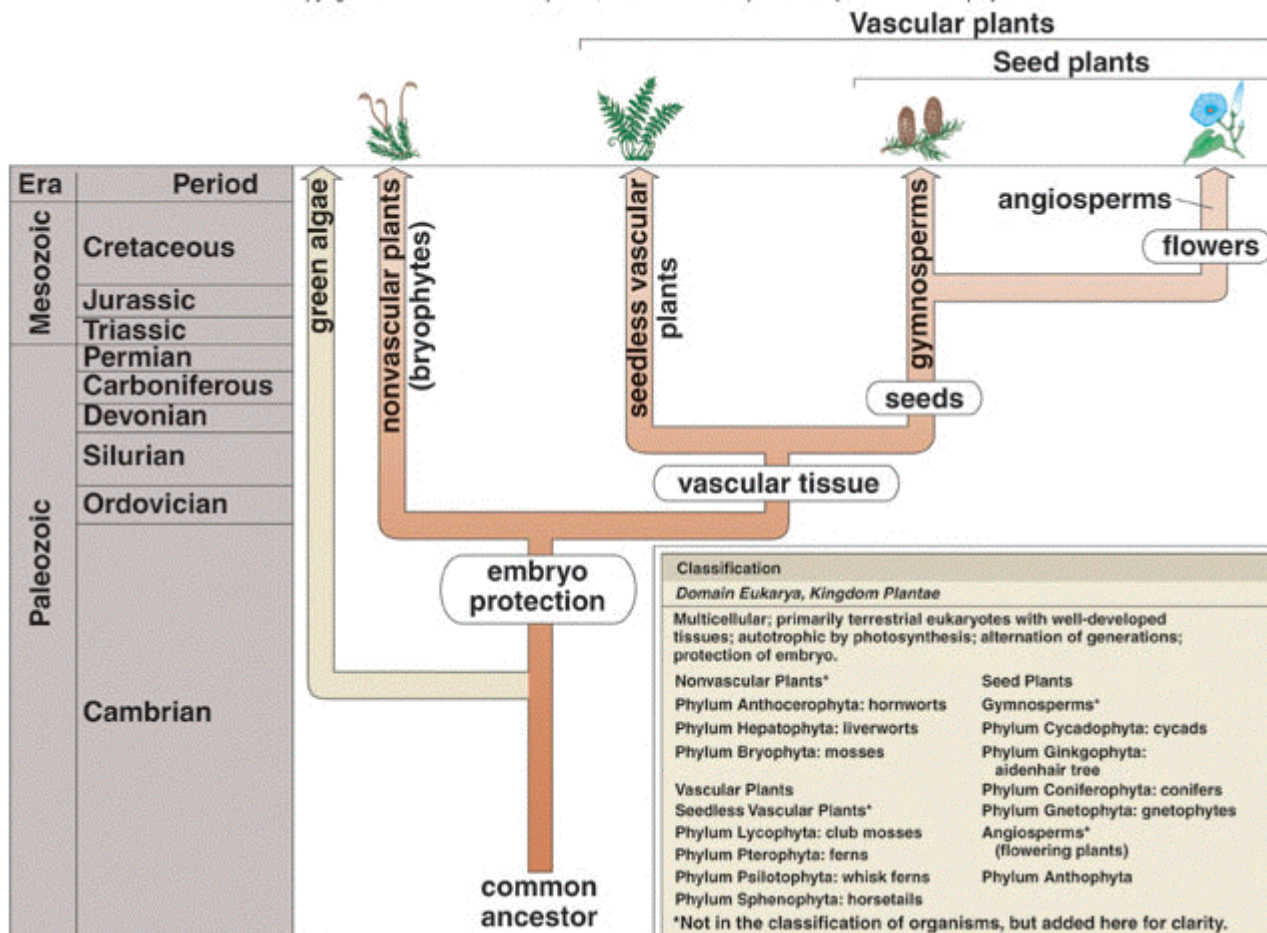 Vascular plants
Seed plants
Era
Period
Mesozoic
Cretaceous
Jurassic
Triassic
Paleozoic
Permian
Carboniferous
Devonian
Silurian
Ordovician
Cambrian
green algae
nonvascular plants
(bryophytes)
seedless vascular
plants
gymnosperms
angiosperms
flowers
seeds
vascular tissue
embryo
protection
common
ancestor
Classification
Domain Eukarya, Kingdom Plantae
Multicellular; primarily terrestrial eukaryotes with well-developed
tissues; autotrophic by photosynthesis; alternation of generations;
protection of embryo.
Nonvascular Plants*
Phylum Anthocerophyta: hornworts
Phylum Hepatophyta: liverworts
Phylum Bryophyta: mosses
Vascular Plants
Seedless Vascular Plants*
Phylum Lycophyta: club mosses
Phylum Pterophyta: ferns
Phylum Psilotophyta: whisk ferns
Phylum Sphenophyta: horsetails
Seed Plants
Gymnosperms*
Phylum Cycadophyta: cycads
Phylum Ginkgophyta:
aidenhair tree
Phylum Coniferophyta: conifers
Phylum Gnetophyta: gnetophytes
Angiosperms*
(flowering plants)
Phylum Anthophyta
*Not in the classification of organisms, but added here for clarity.